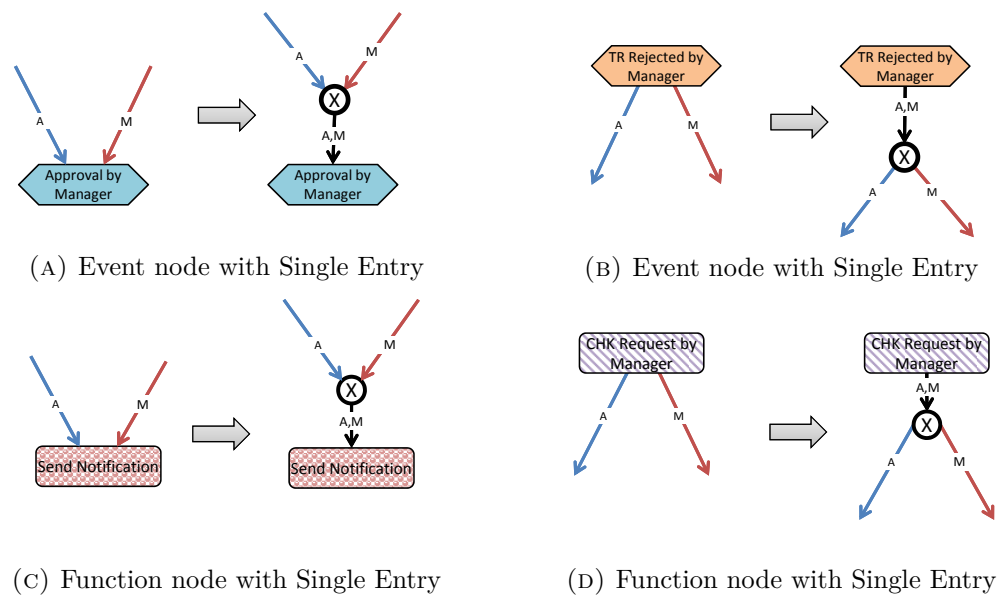 A
M
Approval by
Manager
A
M
X
A,M
Approval by
Manager
(A) Event node with Single Entry
TR Rejected by
Manager
A
M
TR Rejected by
Manager
A,M
X
A
M
(B) Event node with Single Entry
A
M
Send Notification
A
M
X
A,M
Send Notification
(C) Function node with Single Entry
CHK Request by
Manager
A
M
CHK Request by
Manager
A,M
X
A
M
(D) Function node with Single Entry